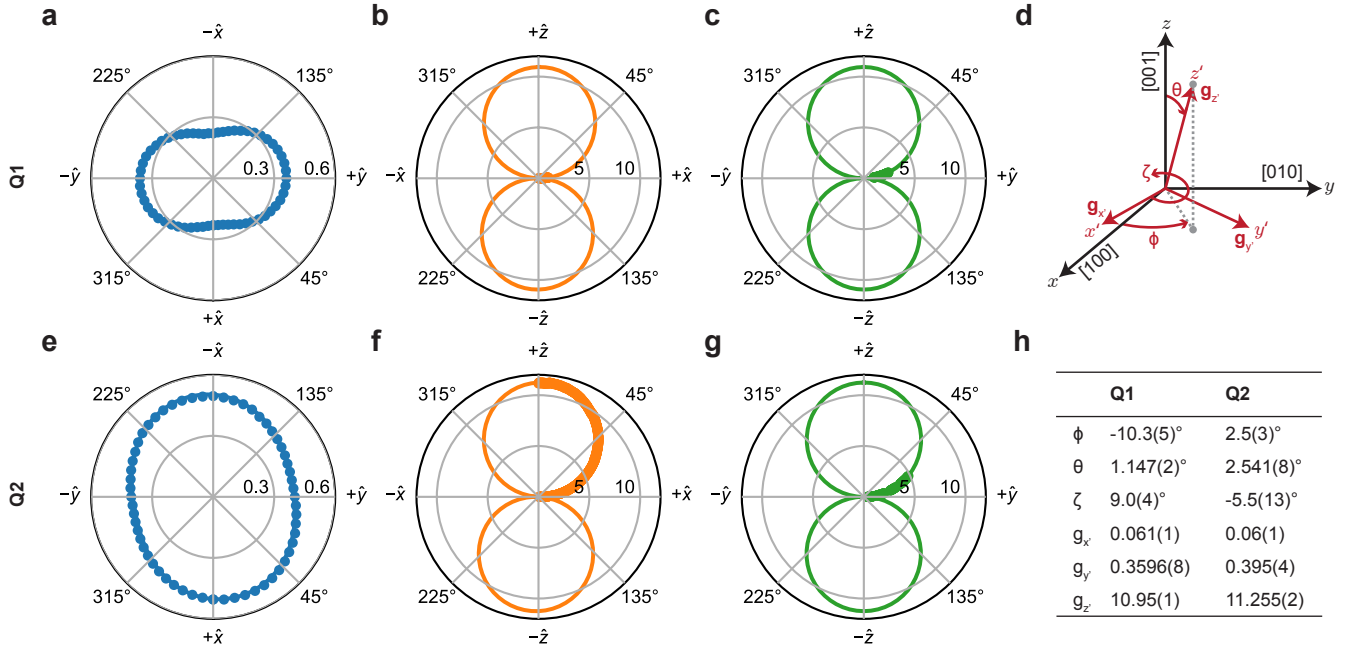 a
−x̂
225°
135°
0.3
0.6
−ŷ
+ŷ
315°
45°
+x̂
Q1
b
+ẑ
315°
45°
5
10
−x̂
+x̂
225°
135°
−ẑ
c
+ẑ
315°
45°
5
10
−ŷ
+ŷ
225°
135°
−ẑ
d
z
[001]
z′
θ
g_z′
ζ
[010]
y
g_x′
x′
ϕ
g_y′ y′
x
[100]
e
−x̂
225°
135°
0.3
0.6
−ŷ
+ŷ
315°
45°
+x̂
Q2
f
+ẑ
315°
45°
5
10
−x̂
+x̂
225°
135°
−ẑ
g
+ẑ
315°
45°
5
10
−ŷ
+ŷ
225°
135°
−ẑ
h
Q1 Q2
ϕ -10.3(5)° 2.5(3)°
θ 1.147(2)° 2.541(8)°
ζ 9.0(4)° -5.5(13)°
g_x′ 0.061(1) 0.06(1)
g_y′ 0.3596(8) 0.395(4)
g_z′ 10.95(1) 11.255(2)